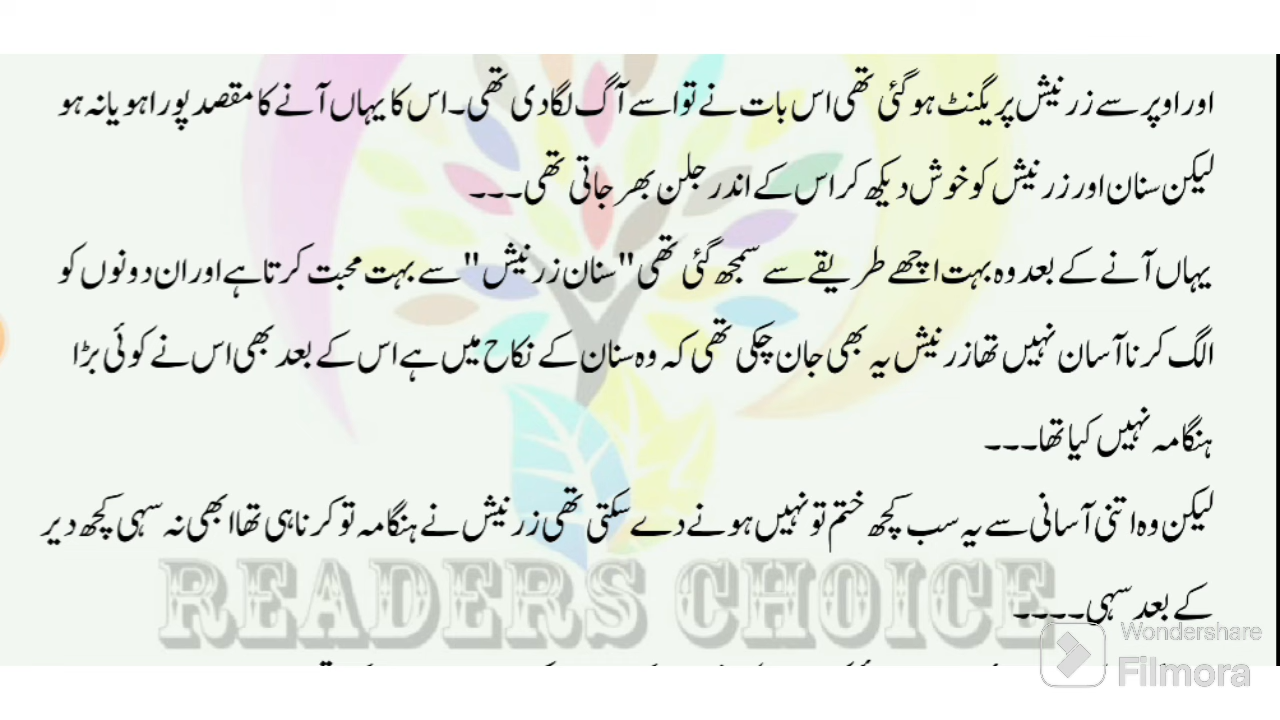 اور اوپر سے زرنیش پریگننٹ ہو گئی تھی اس بات نے تو اسے آگ لگا دی تھی۔ اس کا یہاں آنے کا مقصد پورا ہو یا نہ ہو
لیکن سنان اور زرنیش کو خوش دیکھ کر اس کے اندر جلن بھر جاتی تھی۔۔۔
یہاں آنے کے بعد وہ بہت اچھے طریقے سے سمجھ گئی تھی "سنان زرنیش" سے بہت محبت کرتا ہے اور ان دونوں کو
الگ کرنا آسان نہیں تھا زرنیش یہ بھی جان چکی تھی کہ وہ سنان کے نکاح میں ہے اس کے بعد بھی اس نے کوئی بڑا
ہنگامہ نہیں کیا تھا۔۔۔
لیکن وہ اتنی آسانی سے یہ سب کچھ ختم تو نہیں ہونے دے سکتی تھی زرنیش نے ہنگامہ تو کرنا ہی تھا ابھی نہ سہی کچھ دیر
کے بعد سہی۔۔۔۔
READERS CHOICE
Wondershare
Filmora